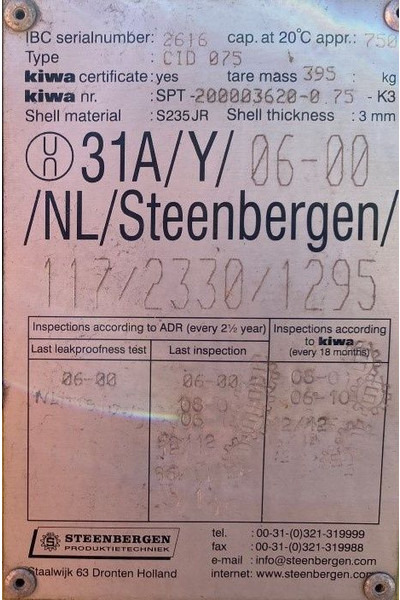 IBC serialnumber: 2616 cap. at 20°C appr.: 750
Type : CID 075
kiwa certificate: yes tare mass 395 : kg
kiwa nr. : SPT -200003620-0 75 - K3
Shell material : S235JR Shell thickness : 3 mm
un 31A/Y/ 06-00
/NL/Steenbergen/
117/2330/1295
Inspections according to ADR (every 2½ year)
Inspections according
to kiwa
(every 18 months)
Last leakproofness test
Last inspection
06-00 06-00
06-10
STEENBERGEN
PRODUKTIETECHNIEK
Staalwijk 63 Dronten Holland
tel. : 00-31-(0)321-319999
fax : 00-31-(0)321-319988
e-mail : info@steenbergen.com
internet: www.steenbergen.com